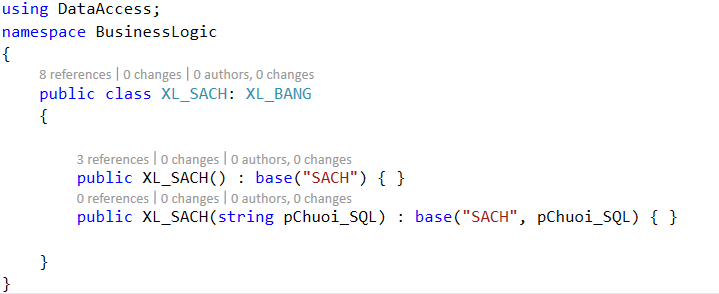 using DataAccess;
namespace BusinessLogic
{
8 references | 0 changes | 0 authors, 0 changes
public class XL_SACH: XL_BANG
{
3 references | 0 changes | 0 authors, 0 changes
public XL_SACH() : base("SACH") { }
0 references | 0 changes | 0 authors, 0 changes
public XL_SACH(string pChuoi_SQL) : base("SACH", pChuoi_SQL) { }
}
}